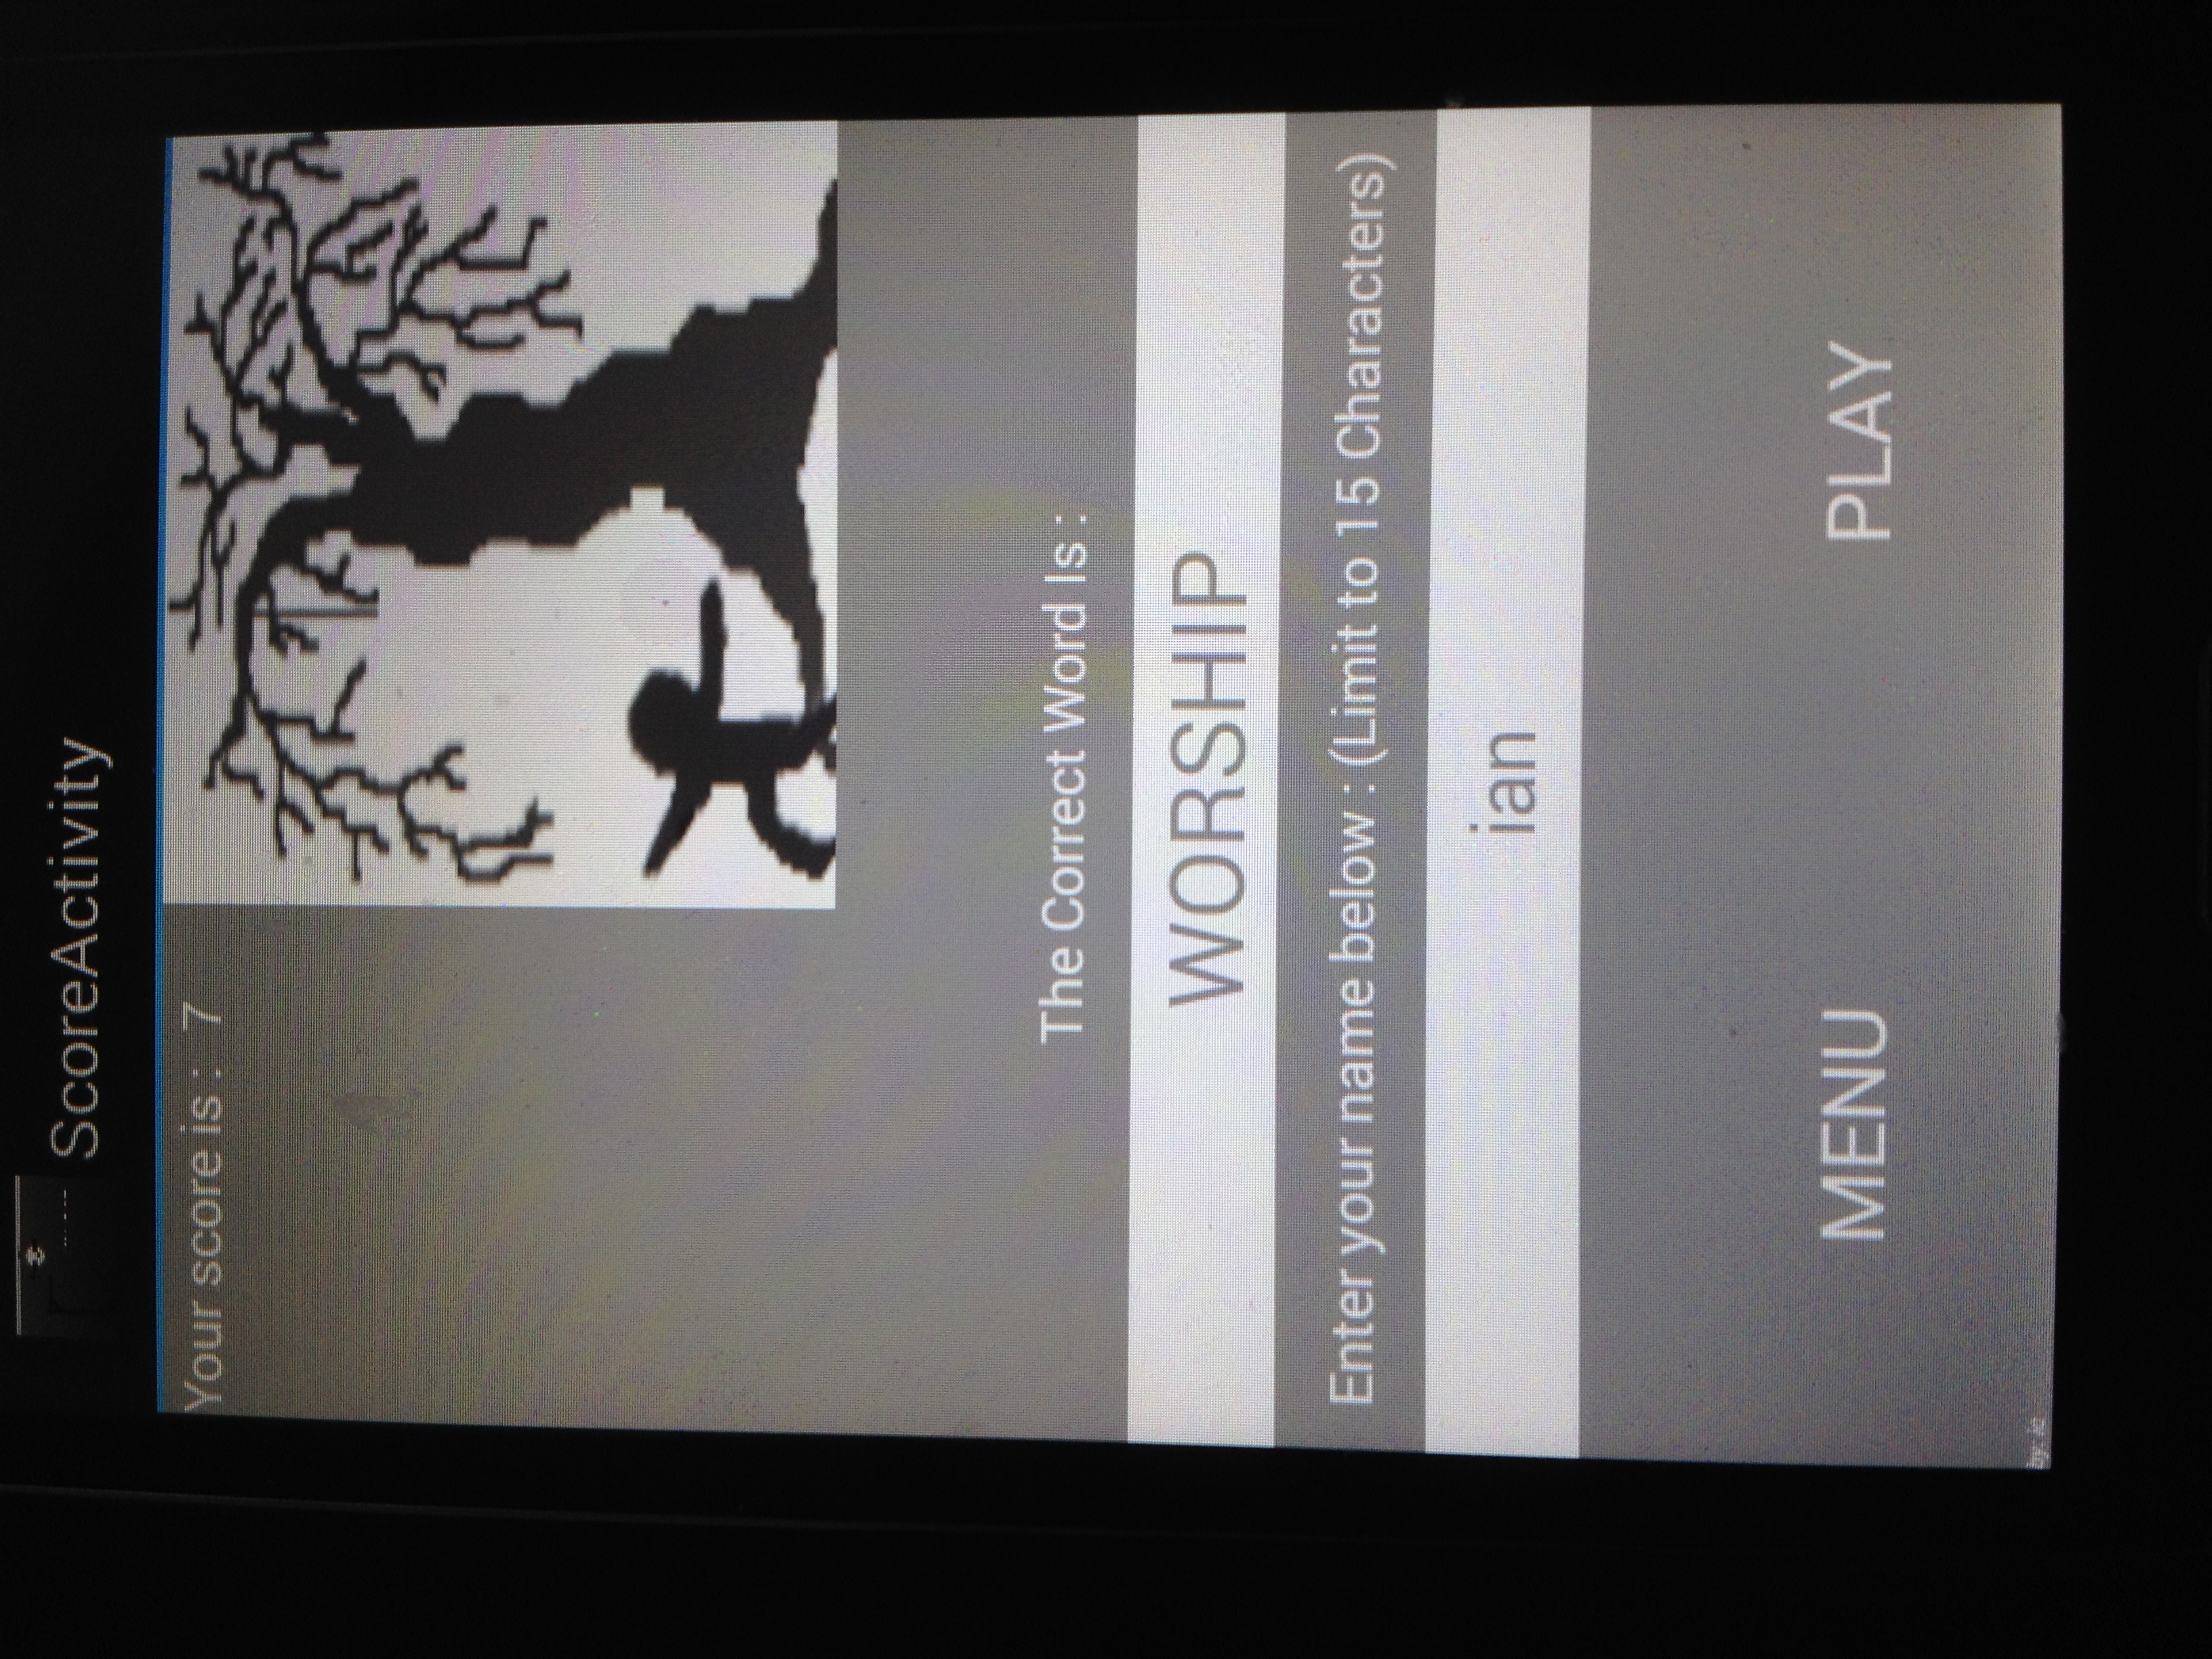 ScoreActivity
Your score is : 7
The Correct Word Is :
WORSHIP
Enter your name below : (Limit to 15 Characters)
ian
MENU
PLAY
by: